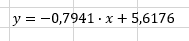 y = −0,7941 · x + 5,6176